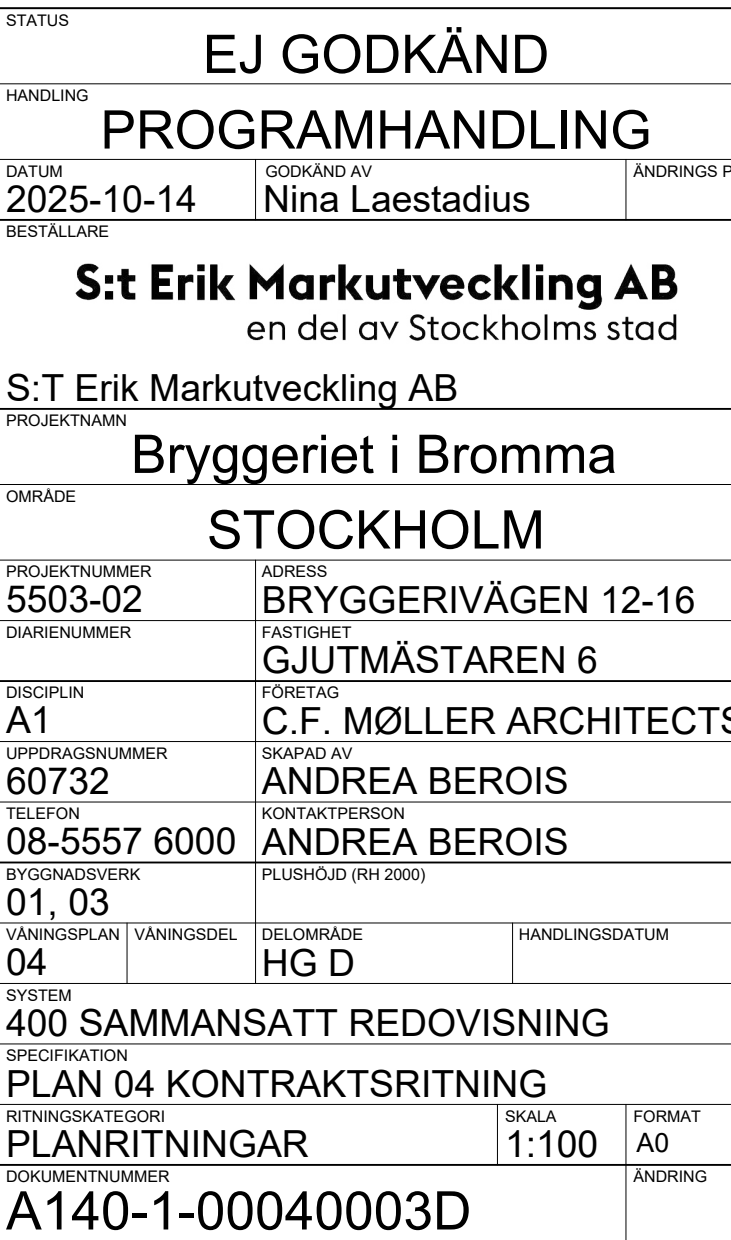 STATUS
EJ GODKÄND
HANDLING
PROGRAMHANDLING
DATUM GODKÄND AV ÄNDRINGS P
2025-10-14 Nina Laestadius
BESTÄLLARE
S:t Erik Markutveckling AB
en del av Stockholms stad
S:T Erik Markutveckling AB
PROJEKTNAMN
Bryggeriet i Bromma
OMRÅDE
STOCKHOLM
PROJEKTNUMMER ADRESS
5503-02 BRYGGERIVÄGEN 12-16
DIARIENUMMER FASTIGHET
GJUTMÄSTAREN 6
DISCIPLIN FÖRETAG
A1 C.F. MØLLER ARCHITECTS
UPPDRAGSNUMMER SKAPAD AV
60732 ANDREA BEROIS
TELEFON KONTAKTPERSON
08-5557 6000 ANDREA BEROIS
BYGGNADSVERK PLUSHÖJD (RH 2000)
01, 03
VÅNINGSPLAN VÅNINGSDEL DELOMRÅDE HANDLINGSDATUM
04 HG D
SYSTEM
400 SAMMANSATT REDOVISNING
SPECIFIKATION
PLAN 04 KONTRAKTSRITNING
RITNINGSKATEGORI SKALA FORMAT
PLANRITNINGAR 1:100 A0
DOKUMENTNUMMER ÄNDRING
A140-1-00040003D